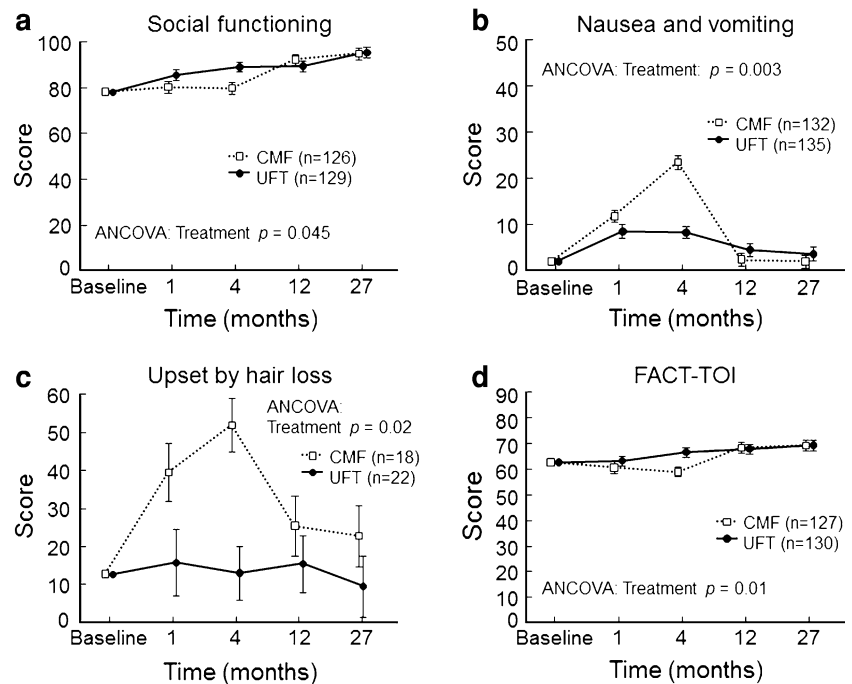 a
Social functioning
100
80
60
40
20
0
Score
CMF (n=126)
UFT (n=129)
ANCOVA: Treatment p = 0.045
Baseline 1 4 12 27
Time (months)
b
Nausea and vomiting
50
40
30
20
10
0
Score
ANCOVA: Treatment: p = 0.003
CMF (n=132)
UFT (n=135)
Baseline 1 4 12 27
Time (months)
c
Upset by hair loss
60
50
40
30
20
10
0
Score
ANCOVA:
Treatment p = 0.02
CMF (n=18)
UFT (n=22)
Baseline 1 4 12 27
Time (months)
d
FACT-TOI
90
80
70
60
50
40
30
20
10
0
Score
CMF (n=127)
UFT (n=130)
ANCOVA: Treatment p = 0.01
Baseline 1 4 12 27
Time (months)